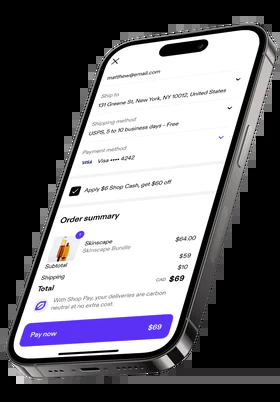 matthew@email.com
Ship to
131 Greene St, New York, NY 10012, United States
Shipping method
USPS, 5 to 10 business days - Free
Payment method
VISA Visa •••• 4242
Apply $6 Shop Cash, get $60 off
Order summary
1
Skinscape $64.00
Skinscape Bundle
Subtotal $59
Shipping $10
Total CAD $69
With Shop Pay, your deliveries are carbon
neutral at no extra cost.
Pay now $69